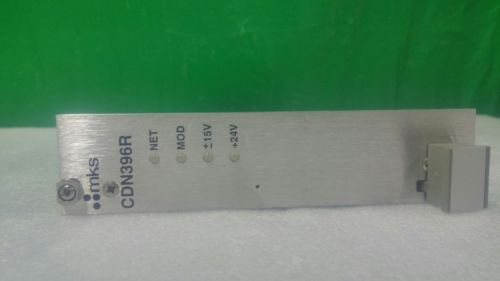 mks
CDN396R
NET
MOD
±15V
+24V